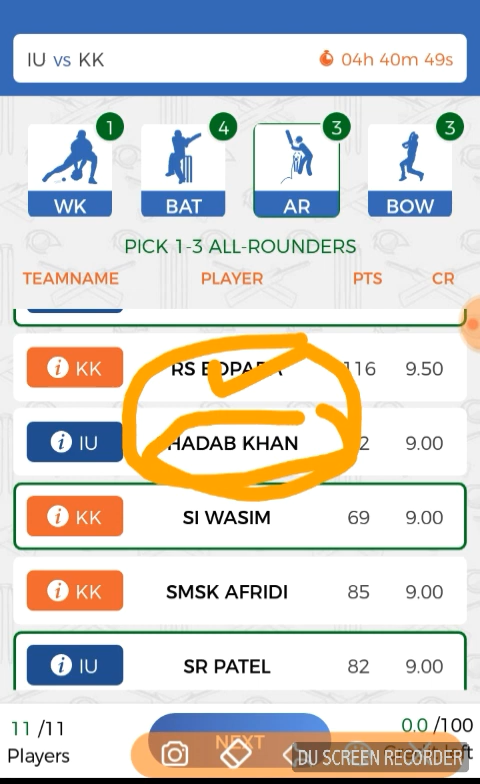 IU vs KK
04h 40m 49s
1
4
3
3
WK
BAT
AR
BOW
PICK 1-3 ALL-ROUNDERS
TEAMNAME PLAYER PTS CR
i KK RS 9.50
i IU HADAB KHAN 9.00
i KK SI WASIM 69 9.00
i KK SMSK AFRIDI 85 9.00
i IU SR PATEL 82 9.00
11 /11
Players
NEXT
0.0 /100
left
DU SCREEN RECORDER